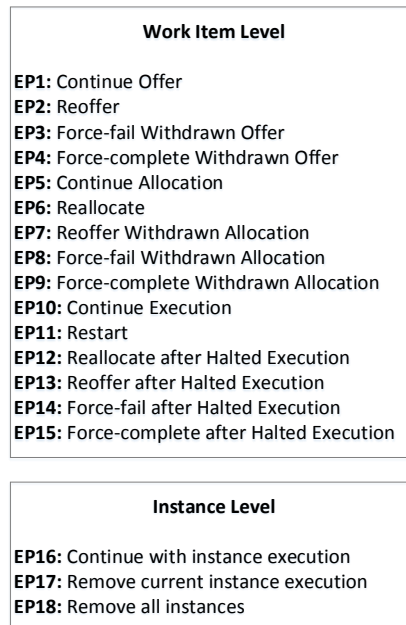 Work Item Level
EP1: Continue Offer
EP2: Reoffer
EP3: Force-fail Withdrawn Offer
EP4: Force-complete Withdrawn Offer
EP5: Continue Allocation
EP6: Reallocate
EP7: Reoffer Withdrawn Allocation
EP8: Force-fail Withdrawn Allocation
EP9: Force-complete Withdrawn Allocation
EP10: Continue Execution
EP11: Restart
EP12: Reallocate after Halted Execution
EP13: Reoffer after Halted Execution
EP14: Force-fail after Halted Execution
EP15: Force-complete after Halted Execution
Instance Level
EP16: Continue with instance execution
EP17: Remove current instance execution
EP18: Remove all instances